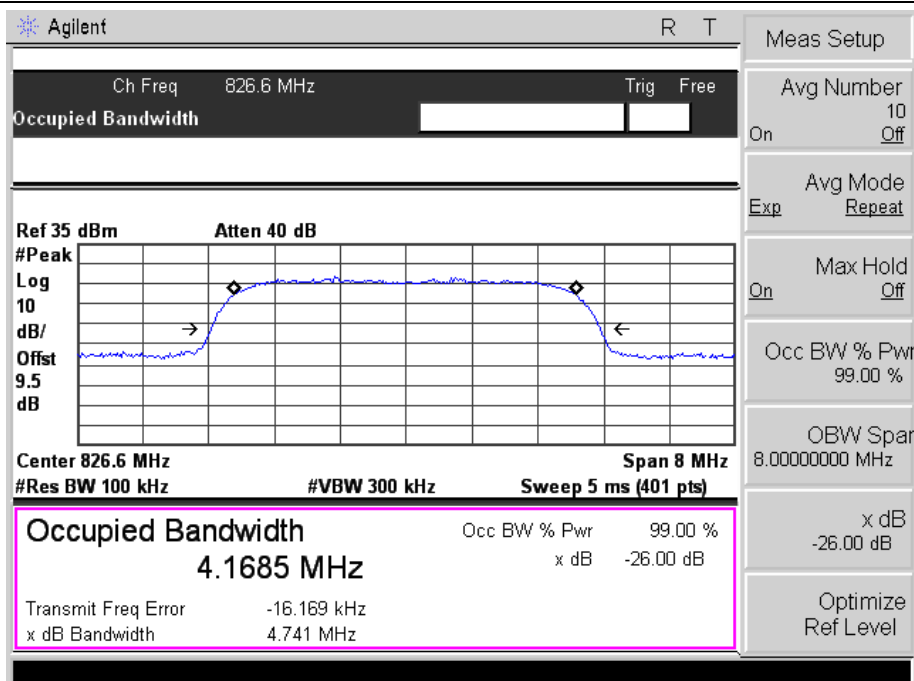 Agilent R T
Ch Freq 826.6 MHz Trig Free
Occupied Bandwidth
Ref 35 dBm Atten 40 dB
#Peak
Log
10
dB/
Offst
9.5
dB
Center 826.6 MHz Span 8 MHz
#Res BW 100 kHz #VBW 300 kHz Sweep 5 ms (401 pts)
Occupied Bandwidth
4.1685 MHz
Occ BW % Pwr 99.00 %
x dB -26.00 dB
Transmit Freq Error -16.169 kHz
x dB Bandwidth 4.741 MHz
Meas Setup
Avg Number
10
On Off
Avg Mode
Exp Repeat
Max Hold
On Off
Occ BW % Pwr
99.00 %
OBW Span
8.00000000 MHz
x dB
-26.00 dB
Optimize
Ref Level